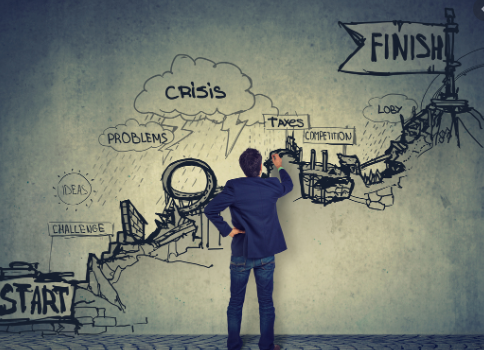 FINISH
CRISIS
LOBY
TAXES
PROBLEMS
COMPETITION
IDEAS
CHALLENGE
START